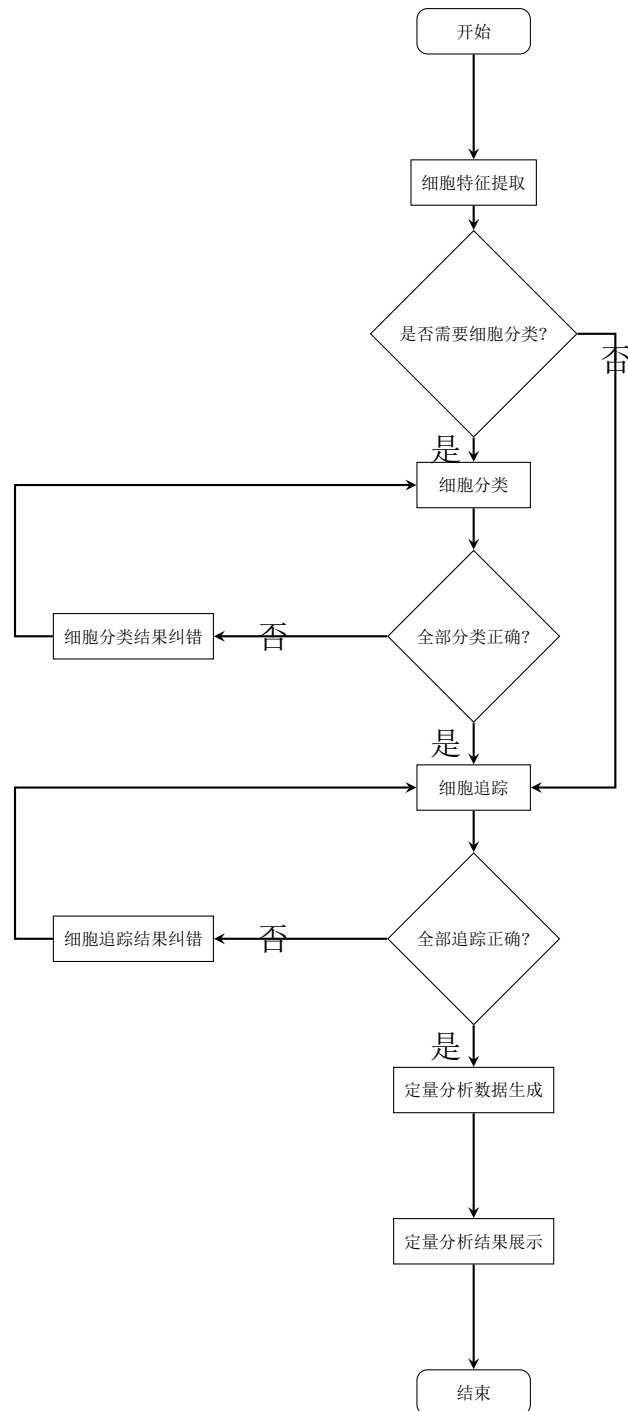 开始
细胞特征提取
是否需要细胞分类?
否
是
细胞分类
细胞分类结果纠错
否
全部分类正确?
是
细胞追踪
细胞追踪结果纠错
否
全部追踪正确?
是
定量分析数据生成
定量分析结果展示
结束